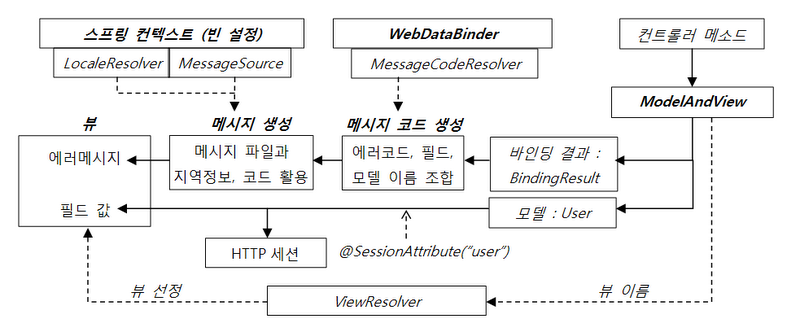 스프링 컨텍스트 (빈 설정)
WebDataBinder
컨트롤러 메소드
LocaleResolver
MessageSource
MessageCodeResolver
ModelAndView
뷰
메시지 생성
메시지 코드 생성
에러메시지
메시지 파일과
지역정보, 코드 활용
에러코드, 필드,
모델 이름 조합
바인딩 결과 :
BindingResult
필드 값
모델 : User
HTTP 세션
@SessionAttribute(“user”)
뷰 선정
ViewResolver
뷰 이름